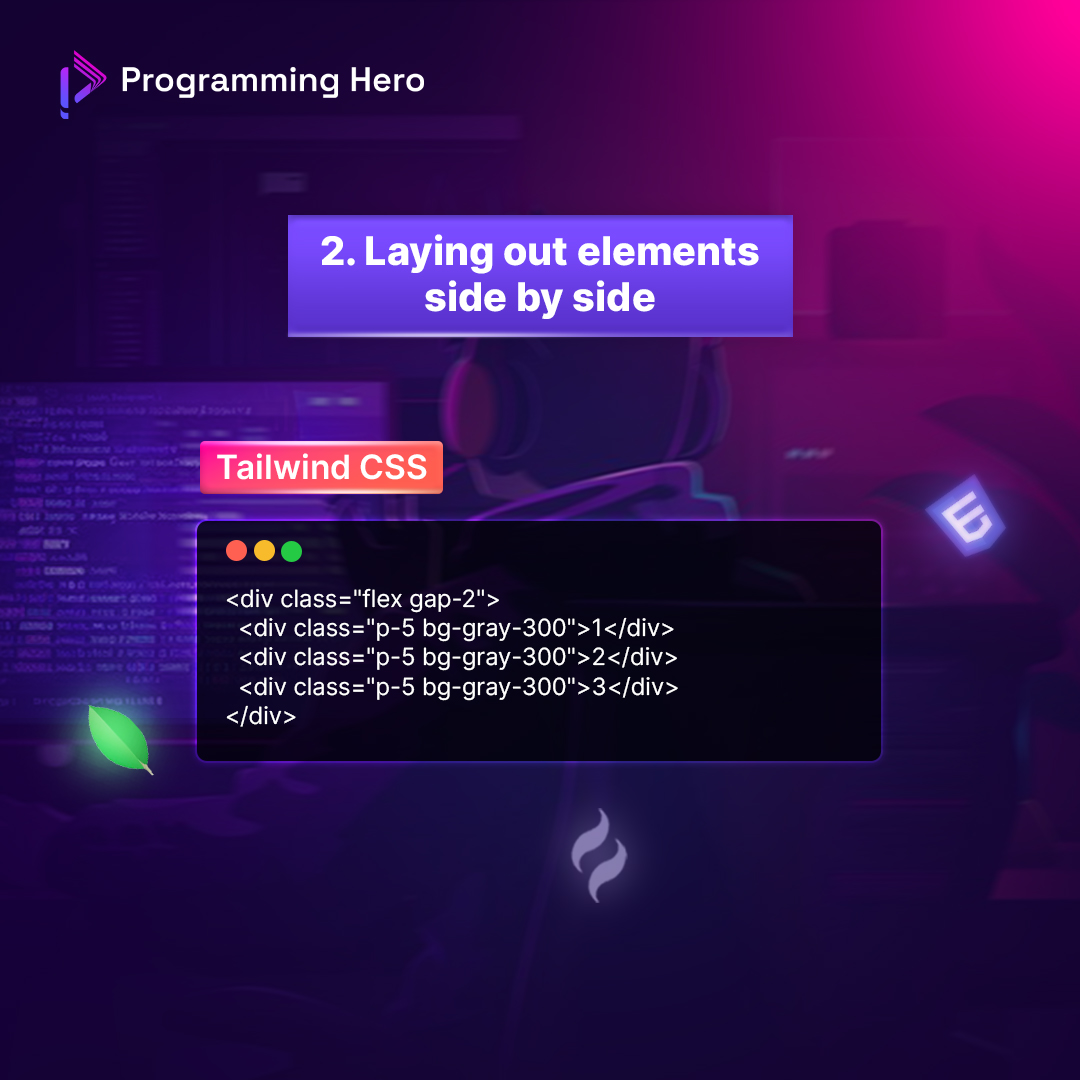 Programming Hero
2. Laying out elements
side by side
Tailwind CSS
<div class="flex gap-2">
  <div class="p-5 bg-gray-300">1</div>
  <div class="p-5 bg-gray-300">2</div>
  <div class="p-5 bg-gray-300">3</div>
</div>